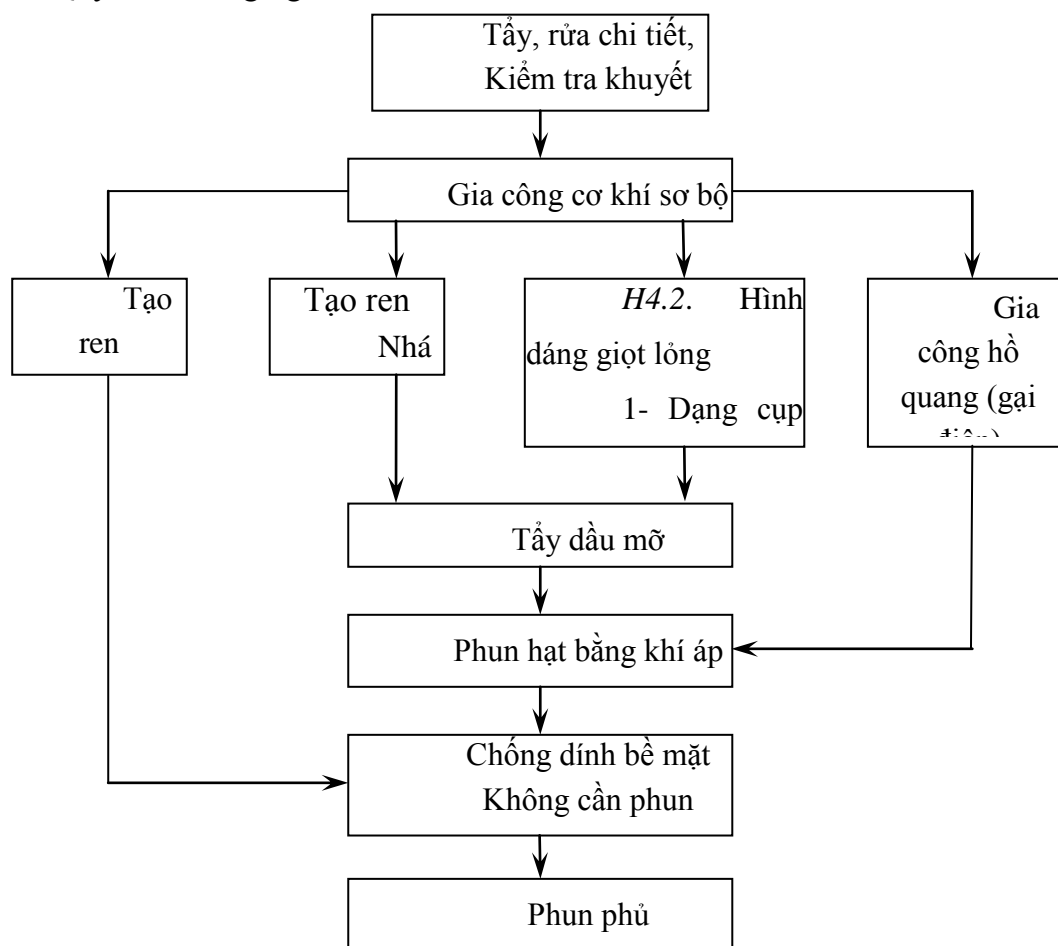 Tẩy, rửa chi tiết,
Kiểm tra khuyết
Gia công cơ khí sơ bộ
Tạo
ren
Tạo ren
Nhá
H4.2. Hình
dáng giọt lỏng
1- Dạng cụp
Gia
công hồ
quang (gại
Tẩy dầu mỡ
Phun hạt bằng khí áp
Chống dính bề mặt
Không cần phun
Phun phủ